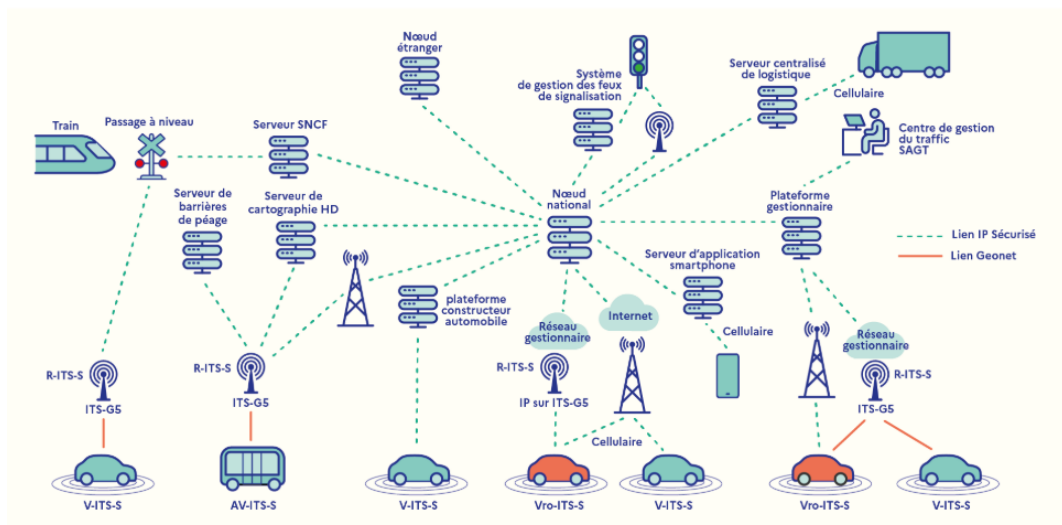 Nœud
étranger
Système
de gestion des feux
de signalisation
Serveur centralisé
de logistique
Cellulaire
Train
Passage à niveau
Serveur SNCF
Centre de gestion
du traffic
SAGT
Serveur de
barrières
de péage
Serveur de
cartographie HD
Nœud
national
Plateforme
gestionnaire
Lien IP Sécurisé
Lien Geonet
Serveur d'application
smartphone
plateforme
constructeur
automobile
Internet
Réseau
gestionnaire
Cellulaire
Réseau
gestionnaire
R-ITS-S
ITS-G5
R-ITS-S
ITS-G5
R-ITS-S
IP sur ITS-G5
R-ITS-S
ITS-G5
Cellulaire
V-ITS-S
AV-ITS-S
V-ITS-S
Vro-ITS-S
V-ITS-S
Vro-ITS-S
V-ITS-S